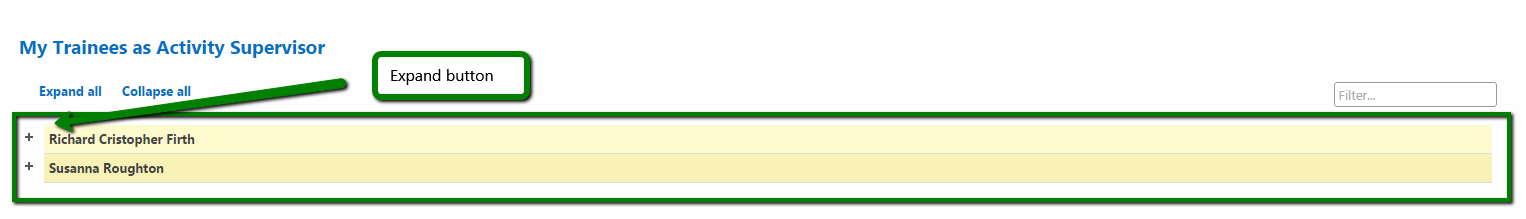 My Trainees as Activity Supervisor
Expand button
Expand all Collapse all
Filter...
+ Richard Cristopher Firth
+ Susanna Roughton